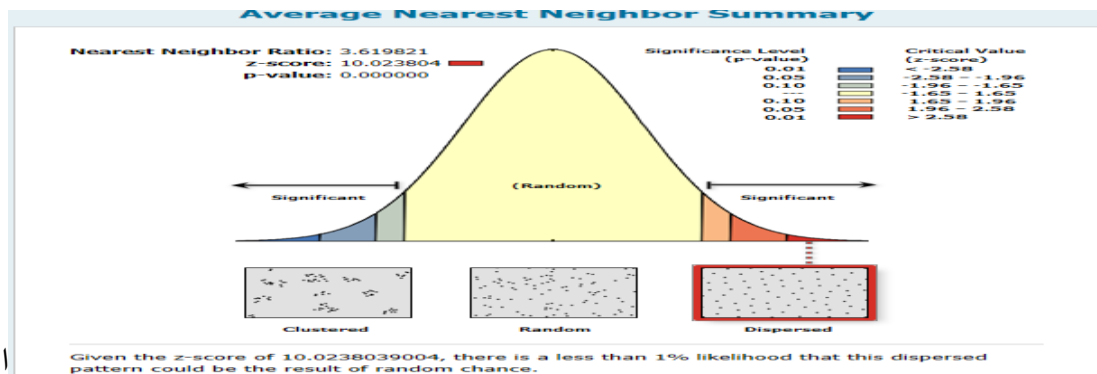 Average Nearest Neighbor Summary
Nearest Neighbor Ratio: 3.619821
z-score: 10.023804
p-value: 0.000000
Significance Level (p-value)
Critical Value (z-score)
0.01 < -2.58
0.05 -2.58 – -1.96
0.10 -1.96 – -1.65
--- -1.65 – 1.65
0.10 1.65 – 1.96
0.05 1.96 – 2.58
0.01 > 2.58
(Random)
Significant Significant
Clustered Random Dispersed
Given the z-score of 10.0238039004, there is a less than 1% likelihood that this dispersed
pattern could be the result of random chance.